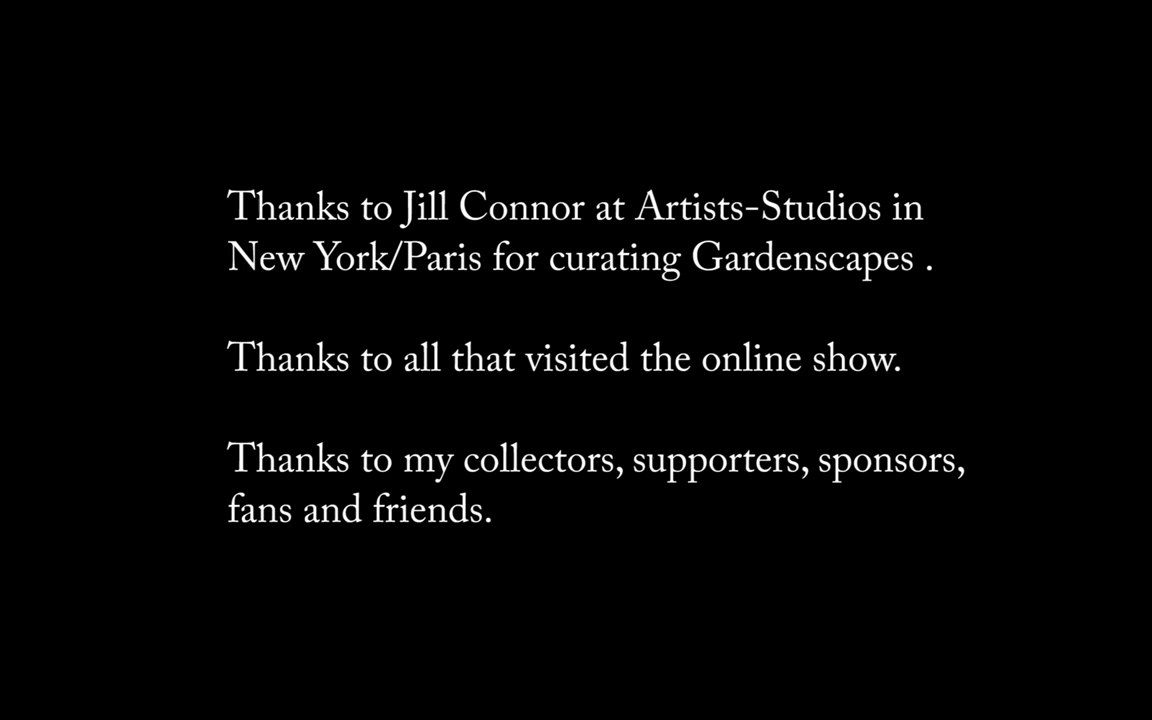 Thanks to Jill Connor at Artists-Studios in
New York/Paris for curating Gardenscapes .
Thanks to all that visited the online show.
Thanks to my collectors, supporters, sponsors,
fans and friends.